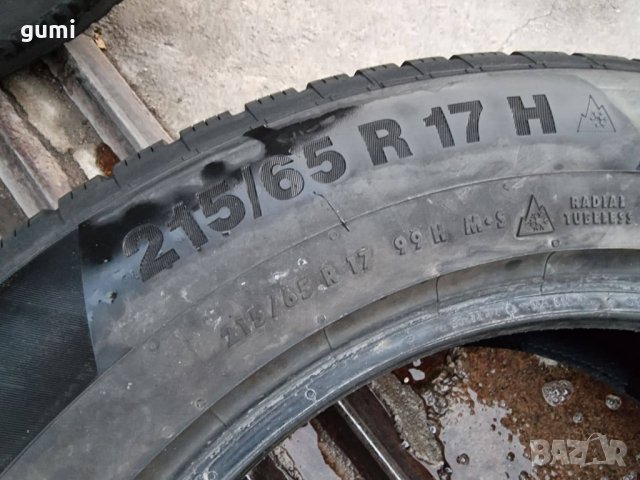 gumi
215/65 R 17 H
215/65 R 17 99 H M•S
RADIAL
TUBELESS
BAZAR